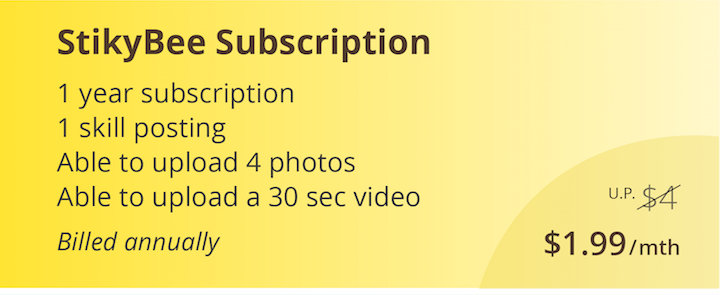 StikyBee Subscription
1 year subscription
1 skill posting
Able to upload 4 photos
Able to upload a 30 sec video
Billed annually
U.P. $4
$1.99/mth